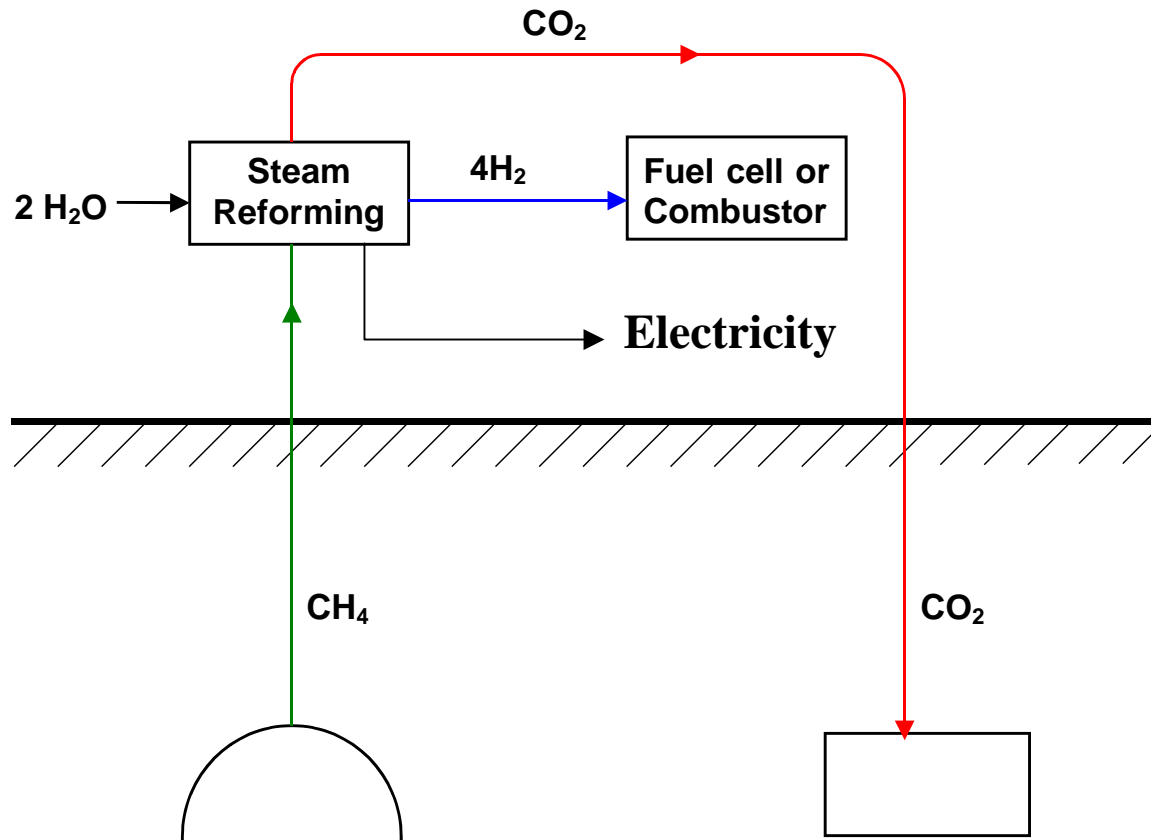 CO₂
Steam
Reforming
2 H₂O
4H₂
Fuel cell or
Combustor
Electricity
CH₄
CO₂